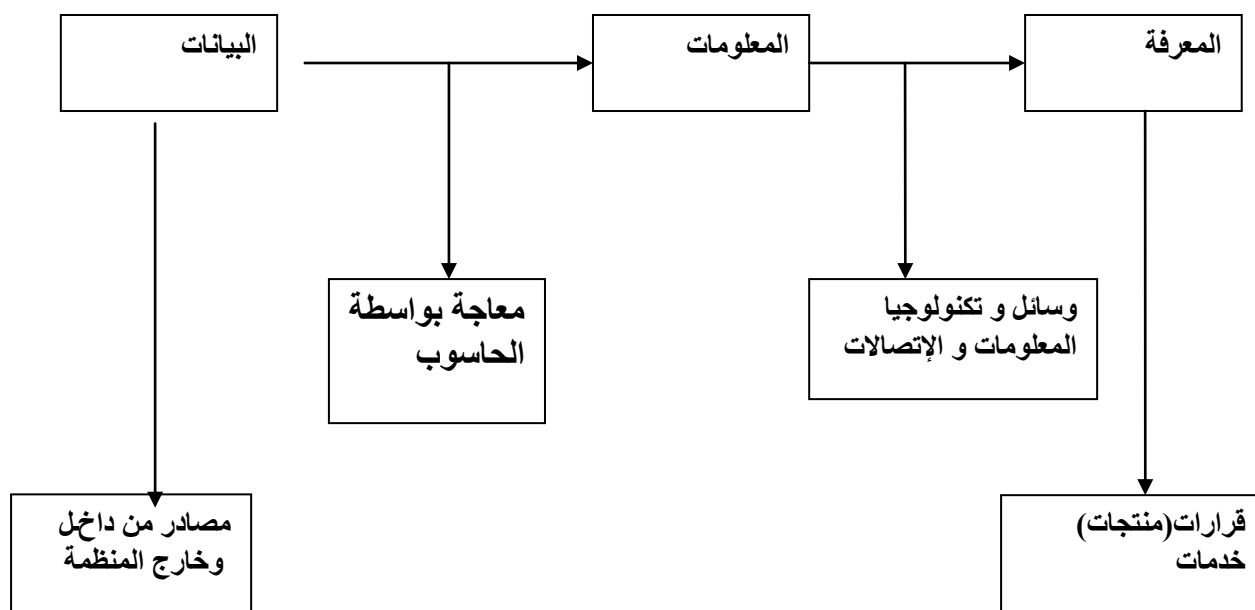 البيانات
المعلومات
المعرفة
معاجة بواسطة
الحاسوب
وسائل و تكنولوجيا
المعلومات و الإتصالات
مصادر من داخل
وخارج المنظمة
قرارات(منتجات)
خدمات